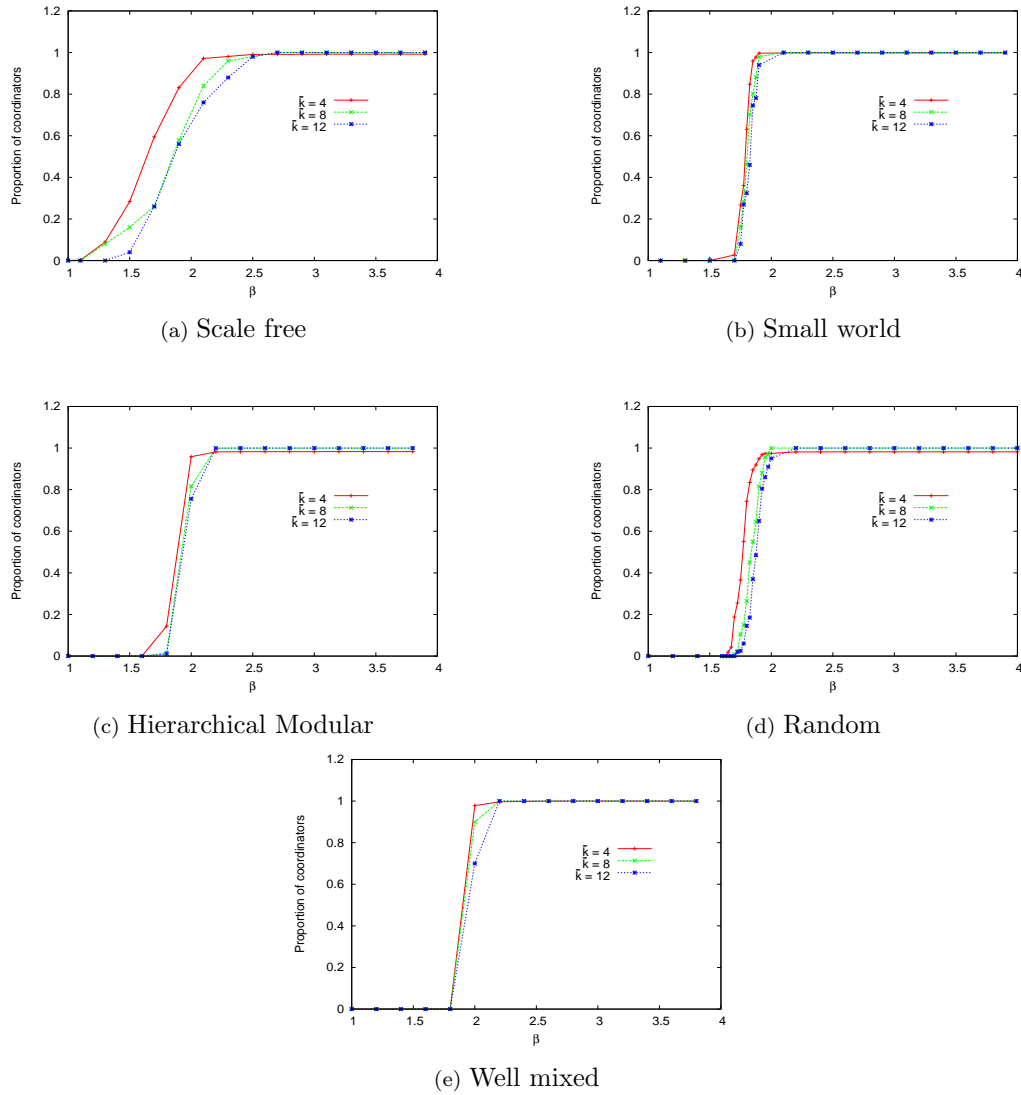 1.2
1
0.8
0.6
0.4
0.2
0
Proportion of coordinators
k̄ = 4
k̄ = 8
k̄ = 12
1 1.5 2 2.5 3 3.5 4
β
(a) Scale free
1.2
1
0.8
0.6
0.4
0.2
0
Proportion of coordinators
k̄ = 4
k̄ = 8
k̄ = 12
1 1.5 2 2.5 3 3.5 4
β
(b) Small world
1.2
1
0.8
0.6
0.4
0.2
0
Proportion of coordinators
k̄ = 4
k̄ = 8
k̄ = 12
1 1.5 2 2.5 3 3.5 4
β
(c) Hierarchical Modular
1.2
1
0.8
0.6
0.4
0.2
0
Proportion of coordinators
k̄ = 4
k̄ = 8
k̄ = 12
1 1.5 2 2.5 3 3.5 4
β
(d) Random
1.2
1
0.8
0.6
0.4
0.2
0
Proportion of coordinators
k̄ = 4
k̄ = 8
k̄ = 12
1 1.5 2 2.5 3 3.5 4
β
(e) Well mixed